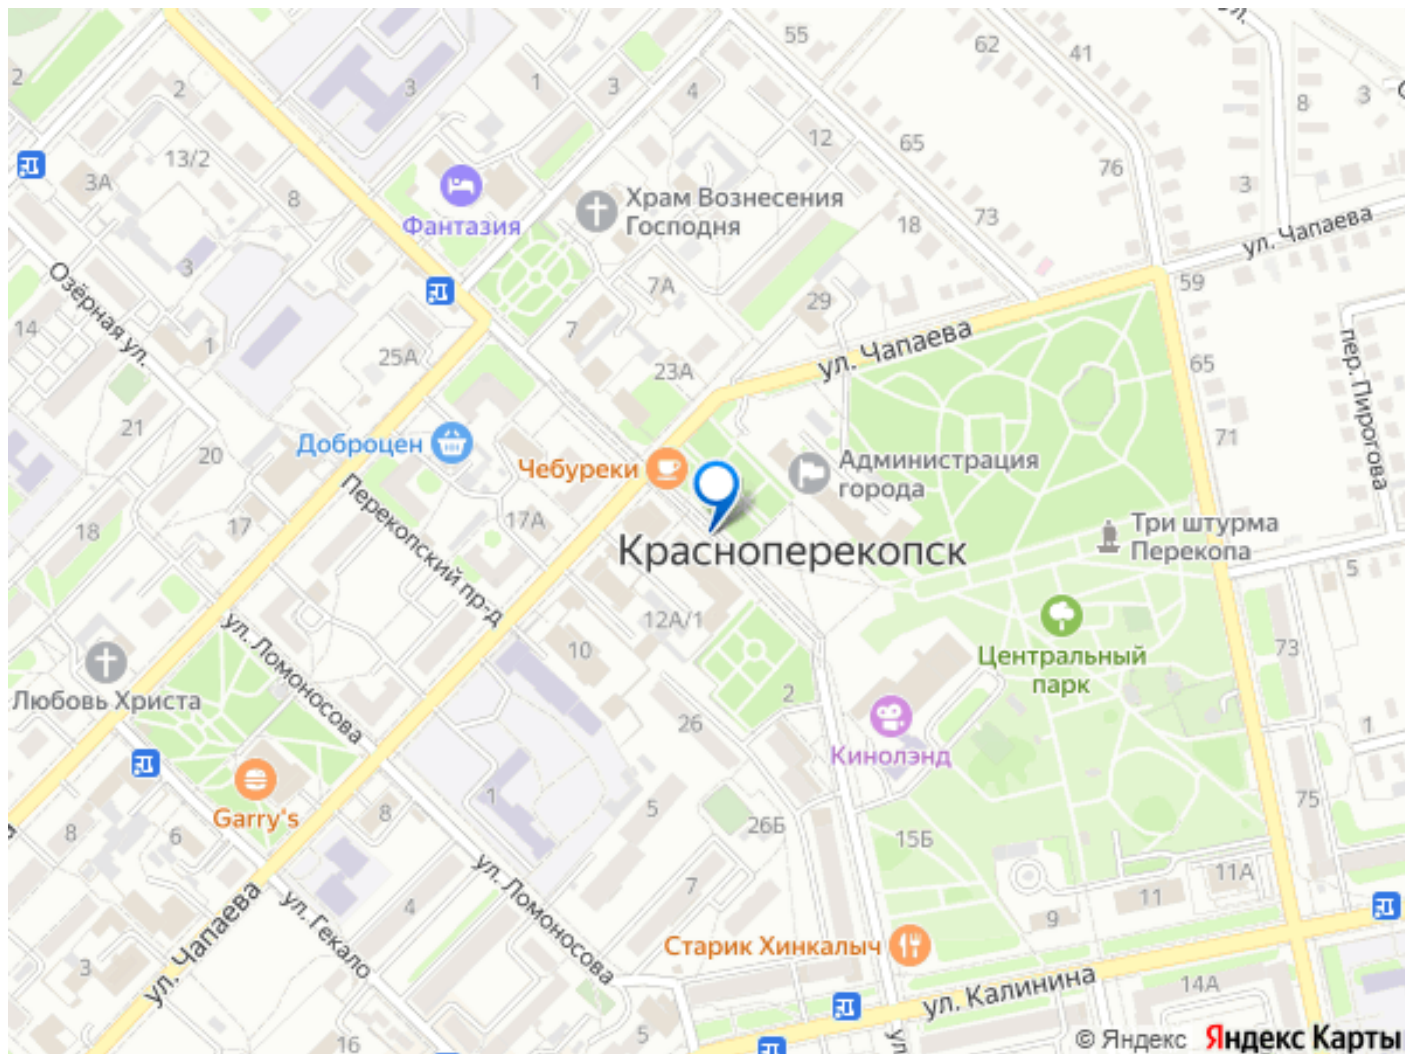 ул.
55
62
41
2
2
3
1
3
4
8
3
13/2
12
65
76
3А
8
Фантазия
Храм Вознесения
Господня
18
73
3
ул. Чапаева
3
Озёрная ул.
7А
29
59
14
1
25А
7
23А
ул. Чапаева
65
пер. Пирогова
21
20
Доброцен
Чебуреки
Администрация
города
71
18
17
Перекопский пр-д
17А
Красноперекопск
Три штурма
Перекопа
5
ул. Ломоносова
12А/1
10
Центральный
парк
73
Любовь Христа
26
2
Кинолэнд
1
Garry's
1
5
26Б
15Б
75
8
6
8
7
11А
11
9
4
ул. Ломоносова
Старик Хинкалыч
ул. Чапаева
ул. Гекало
3
ул. Калинина
14А
16
5
ул.
© Яндекс Яндекс Карты